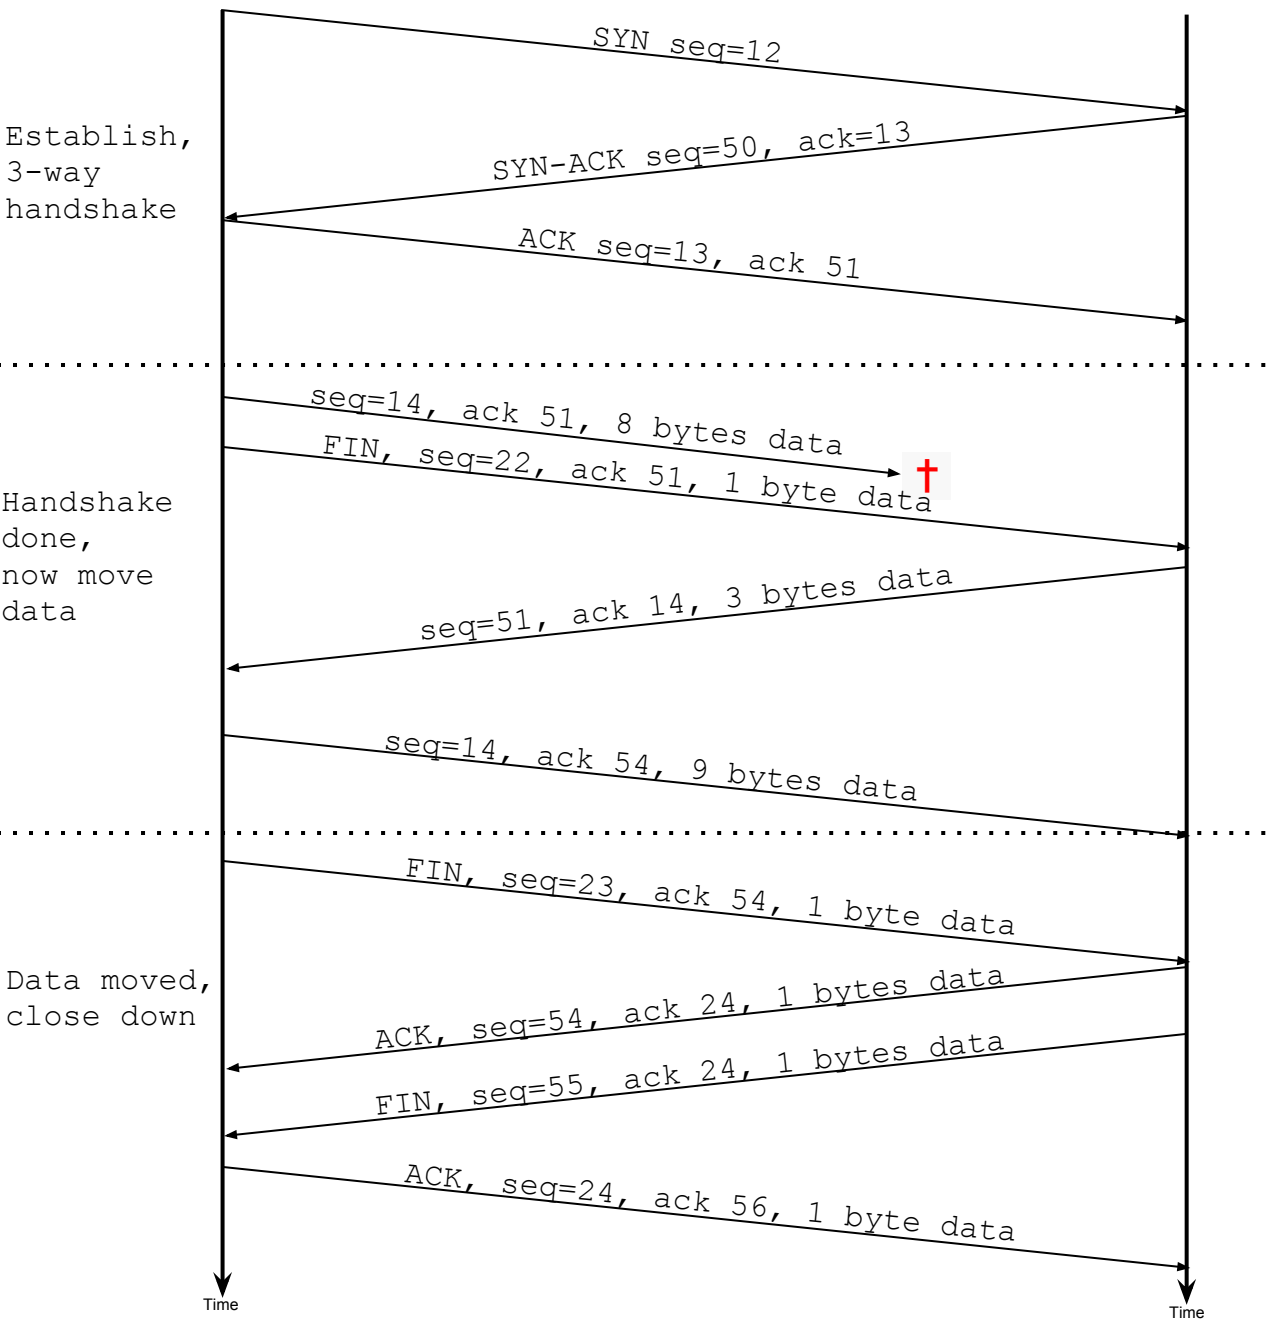 SYN seq=12
Establish,
3-way
handshake
SYN-ACK seq=50, ack=13
ACK seq=13, ack 51
seq=14, ack 51, 8 bytes data
FIN, seq=22, ack 51, 1 byte data
Handshake
done,
now move
data
seq=51, ack 14, 3 bytes data
seq=14, ack 54, 9 bytes data
FIN, seq=23, ack 54, 1 byte data
Data moved,
close down
ACK, seq=54, ack 24, 1 bytes data
FIN, seq=55, ack 24, 1 bytes data
ACK, seq=24, ack 56, 1 byte data
Time
Time